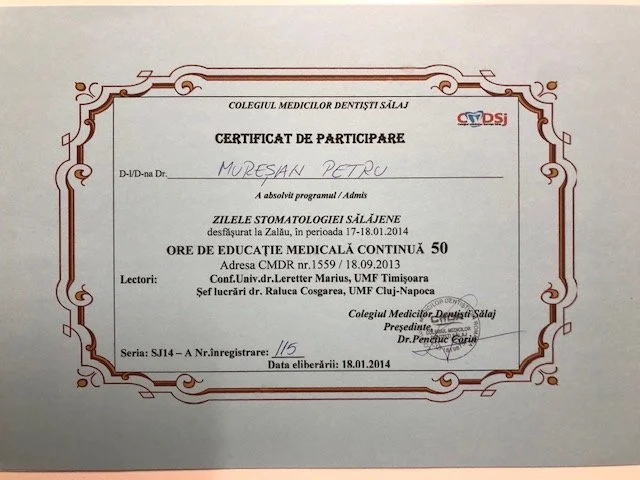 COLEGIUL MEDICILOR DENTIȘTI SĂLAJ
CMDSj
CERTIFICAT DE PARTICIPARE
D-l/D-na Dr. MUREȘAN PETRU
A absolvit programul / Admis
ZILELE STOMATOLOGIEI SĂLĂJENE
desfășurat la Zalău, în perioada 17-18.01.2014
ORE DE EDUCAȚIE MEDICALĂ CONTINUĂ 50
Adresa CMDR nr.1559 / 18.09.2013
Lectori: Conf.Univ.dr.Leretter Marius, UMF Timișoara
Șef lucrări dr. Raluca Cosgarea, UMF Cluj-Napoca
Colegiul Medicilor Dentiști Sălaj
Președinte,
Dr.Penciuc Corin
Seria: SJ14 – A Nr.înregistrare: 115
Data eliberării: 18.01.2014